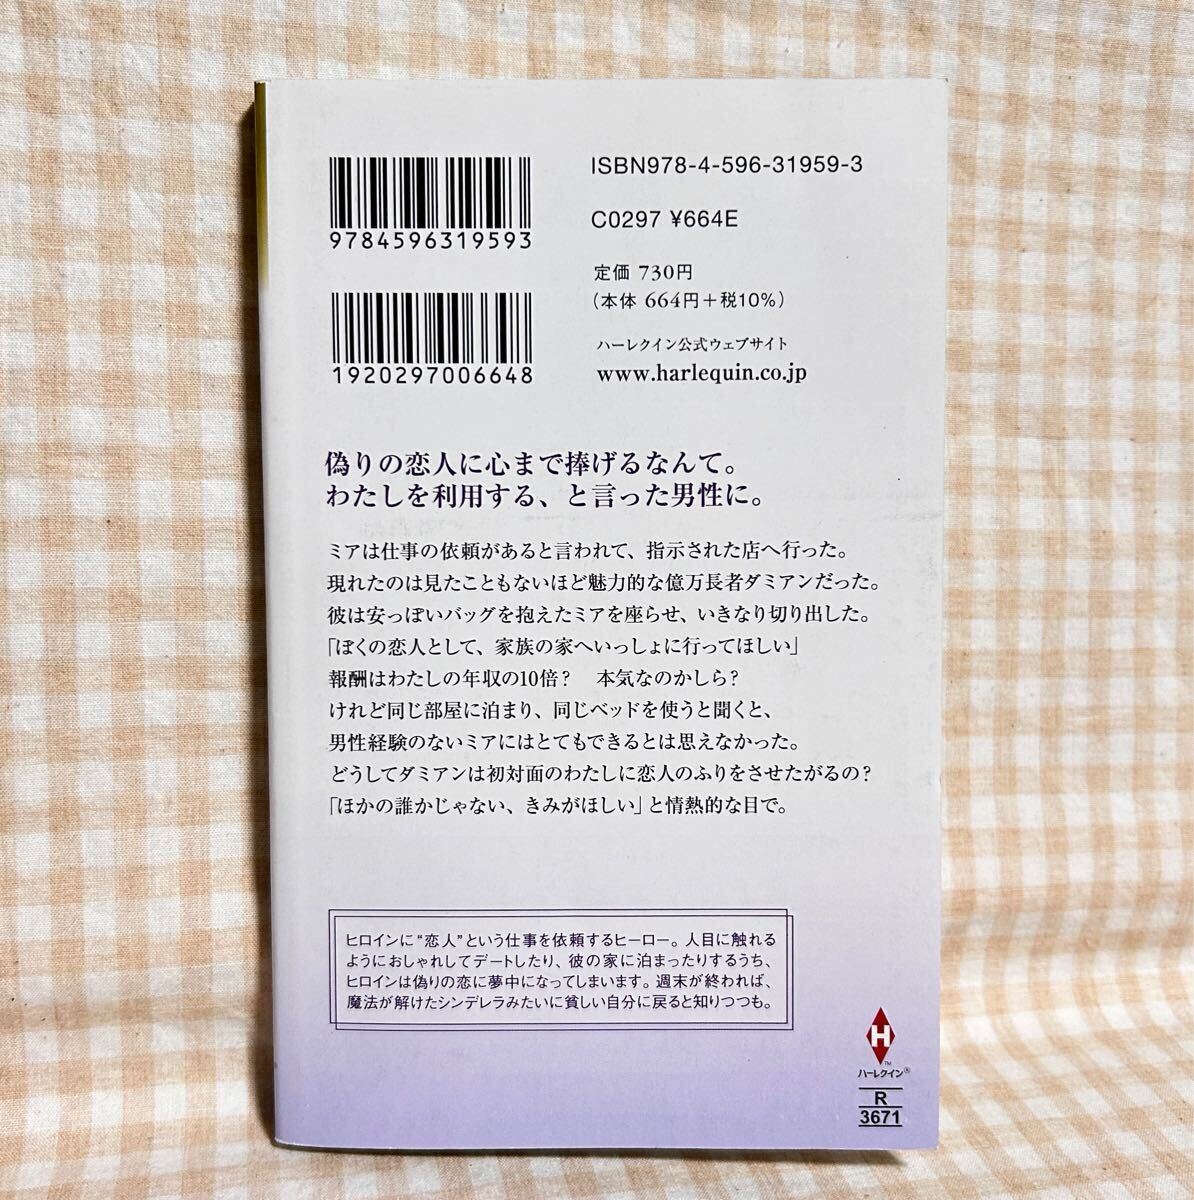 ISBN978-4-596-31959-3
9784596319593
C0297 ¥664E
定価 730円
(本体 664円+税10%)
1920297006648
ハーレクイン公式ウェブサイト
www.harlequin.co.jp
偽りの恋人に心まで捧げるなんて。
わたしを利用する、と言った男性に。
ミアは仕事の依頼があると言われて、指示された店へ行った。
現れたのは見たこともないほど魅力的な億万長者ダミアンだった。
彼は安っぽいバッグを抱えたミアを座らせ、いきなり切り出した。
「ぼくの恋人として、家族の家へいっしょに行ってほしい」
報酬はわたしの年収の10倍? 本気なのかしら?
けれど同じ部屋に泊まり、同じベッドを使うと聞くと、
男性経験のないミアにはとてもできるとは思えなかった。
どうしてダミアンは初対面のわたしに恋人のふりをさせたがるの?
「ほかの誰かじゃない、きみがほしい」と情熱的な目で。
ヒロインに“恋人”という仕事を依頼するヒーロー。人目に触れる
ようにおしゃれしてデートしたり、彼の家に泊まったりするうち、
ヒロインは偽りの恋に夢中になってしまいます。週末が終われば、
魔法が解けたシンデレラみたいに貧しい自分に戻ると知りつつも。
H
™
ハーレクイン®
R
3671